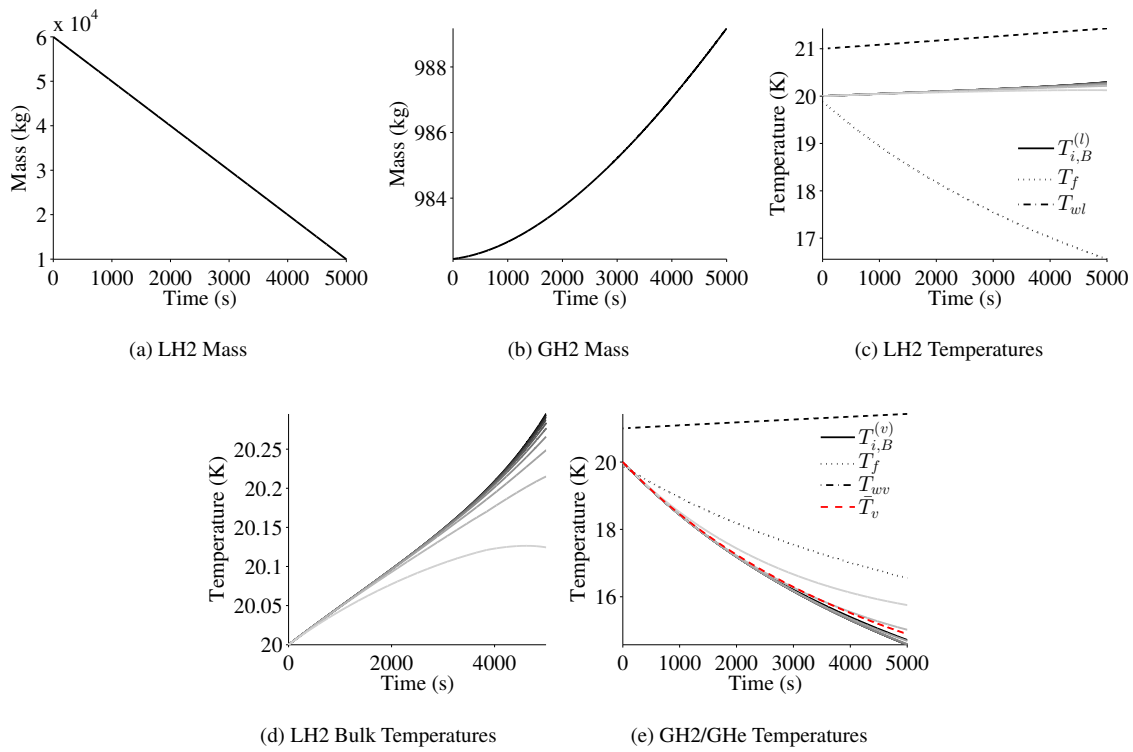 6 x 10⁴
5
4
3
2
1
Mass (kg)
0 1000 2000 3000 4000 5000
Time (s)
(a) LH2 Mass
988
986
984
Mass (kg)
0 1000 2000 3000 4000 5000
Time (s)
(b) GH2 Mass
21
20
19
18
17
Temperature (K)
T_{i,B}^{(l)}
T_f
T_{wl}
0 1000 2000 3000 4000 5000
Time (s)
(c) LH2 Temperatures
20.25
20.2
20.15
20.1
20.05
20
Temperature (K)
0 2000 4000
Time (s)
(d) LH2 Bulk Temperatures
20
18
16
Temperature (K)
T_{i,B}^{(v)}
T_f
T_{wv}
T̄_v
0 1000 2000 3000 4000 5000
Time (s)
(e) GH2/GHe Temperatures